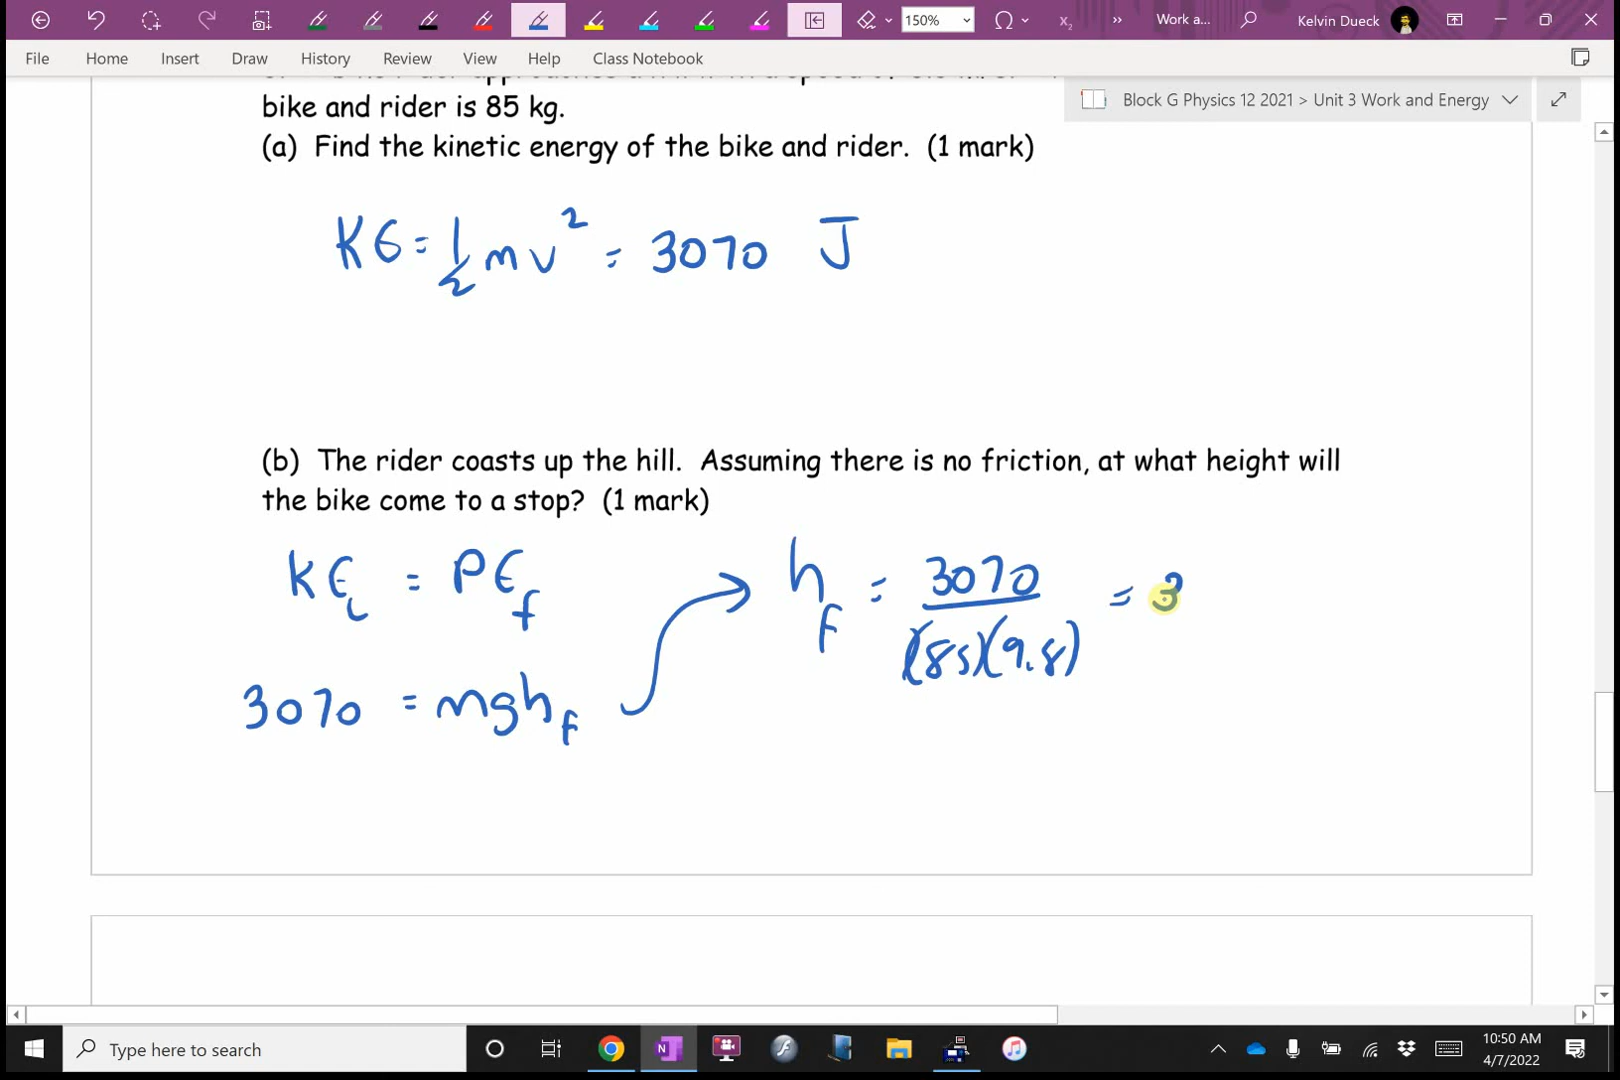 150%
Work a...
Kelvin Dueck
File Home Insert Draw History Review View Help Class Notebook
Block G Physics 12 2021 > Unit 3 Work and Energy
bike and rider is 85 kg.
(a) Find the kinetic energy of the bike and rider. (1 mark)
KE = 1/2 mv² = 3070 J
(b) The rider coasts up the hill. Assuming there is no friction, at what height will
the bike come to a stop? (1 mark)
KEi = PEf
hf = 3070/(85)(9.8) = 3
3070 = mghf
Type here to search
10:50 AM
4/7/2022